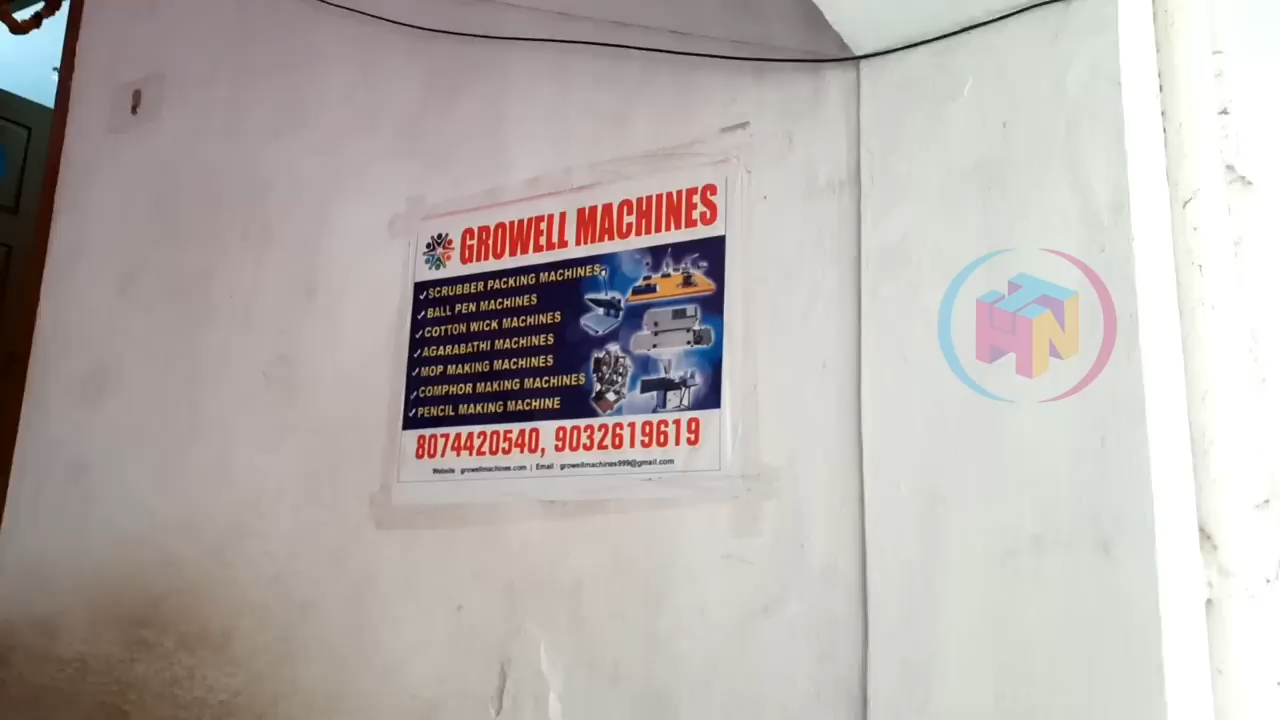 GROWELL MACHINES
SCRUBBER PACKING MACHINES
BALL PEN MACHINES
COTTON WICK MACHINES
AGARABATHI MACHINES
MOP MAKING MACHINES
COMPHOR MAKING MACHINES
PENCIL MAKING MACHINE
8074420540, 9032619619
Website : growellmachines.com | Email : growellmachines999@gmail.com
HTN